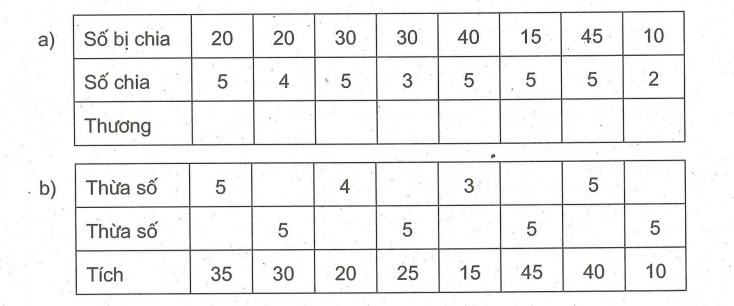 a) Số bị chia 20 20 30 30 40 15 45 10
Số chia 5 4 5 3 5 5 5 2
Thương
b) Thừa số 5 4 3 5
Thừa số 5 5 5 5
Tích 35 30 20 25 15 45 40 10